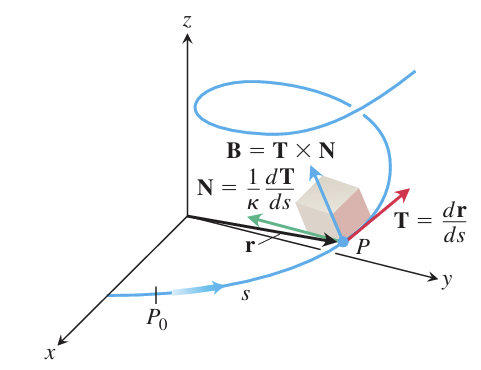 z
B = T × N
N = 1/κ dT/ds
T = dr/ds
r
P
y
s
P₀
x